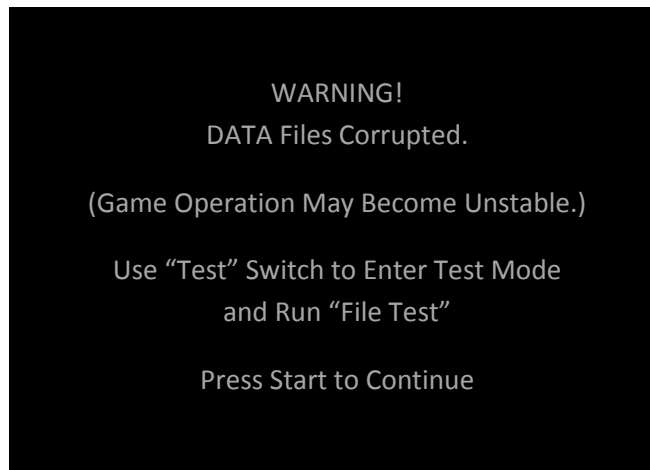 WARNING!
DATA Files Corrupted.
(Game Operation May Become Unstable.)
Use “Test” Switch to Enter Test Mode
and Run “File Test”
Press Start to Continue